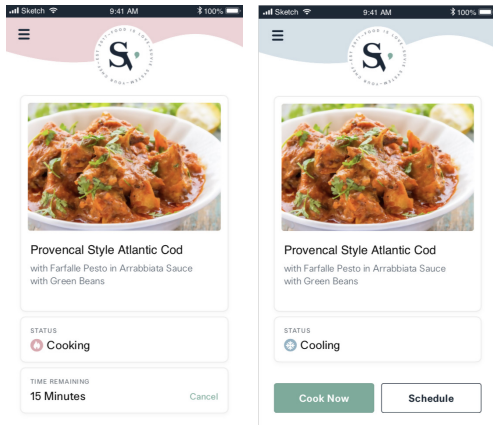 Sketch 9:41 AM 100%
SV
Provencal Style Atlantic Cod
with Farfalle Pesto in Arrabbiata Sauce
with Green Beans
STATUS
Cooking
TIME REMAINING
15 Minutes
Cancel
Sketch 9:41 AM 100%
SV
Provencal Style Atlantic Cod
with Farfalle Pesto in Arrabbiata Sauce
with Green Beans
STATUS
Cooling
Cook Now
Schedule